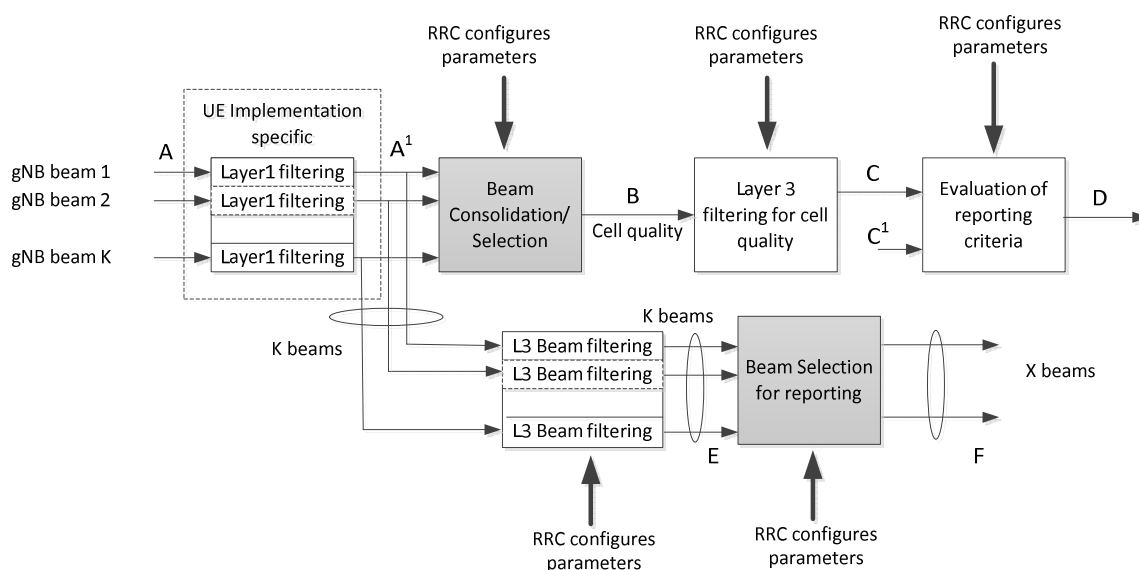 RRC configures
parameters
RRC configures
parameters
RRC configures
parameters
UE Implementation
specific
A
A¹
gNB beam 1
gNB beam 2
gNB beam K
Layer1 filtering
Layer1 filtering
Layer1 filtering
Beam
Consolidation/
Selection
B
Cell quality
Layer 3
filtering for cell
quality
C
C¹
Evaluation of
reporting
criteria
D
K beams
L3 Beam filtering
L3 Beam filtering
L3 Beam filtering
K beams
E
Beam Selection
for reporting
X beams
F
RRC configures
parameters
RRC configures
parameters